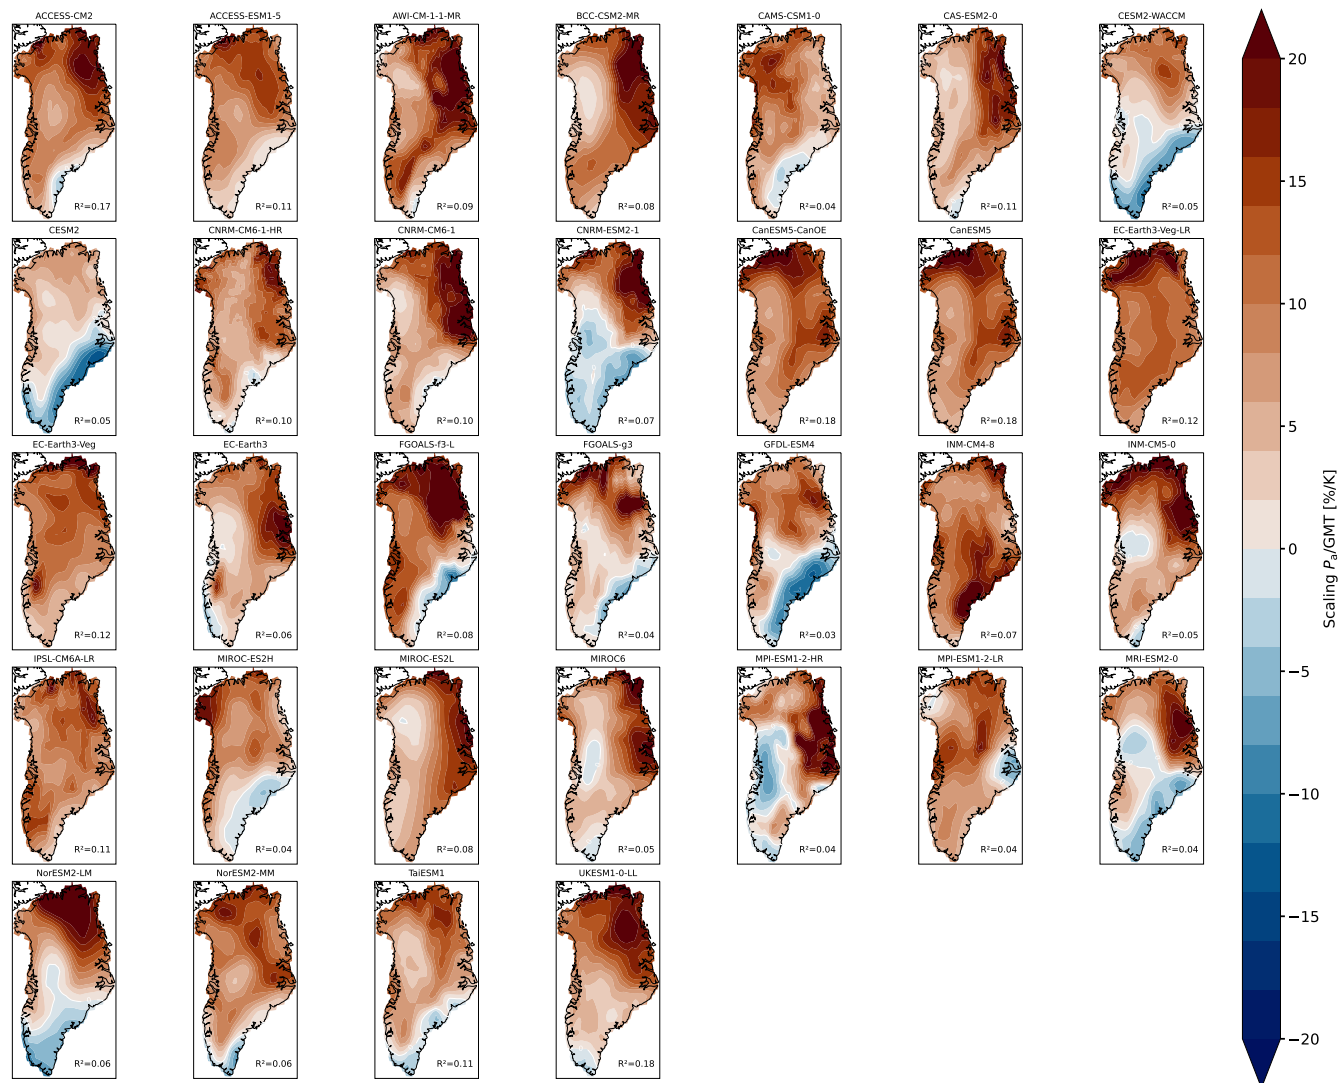 ACCESS-CM2
ACCESS-ESM1-5
AWI-CM-1-1-MR
BCC-CSM2-MR
CAMS-CSM1-0
CAS-ESM2-0
CESM2-WACCM
R²=0.17
R²=0.11
R²=0.09
R²=0.08
R²=0.04
R²=0.11
R²=0.05
CESM2
CNRM-CM6-1-HR
CNRM-CM6-1
CNRM-ESM2-1
CanESM5-CanOE
CanESM5
EC-Earth3-Veg-LR
R²=0.05
R²=0.10
R²=0.10
R²=0.07
R²=0.18
R²=0.18
R²=0.12
EC-Earth3-Veg
EC-Earth3
FGOALS-f3-L
FGOALS-g3
GFDL-ESM4
INM-CM4-8
INM-CM5-0
R²=0.12
R²=0.06
R²=0.08
R²=0.04
R²=0.03
R²=0.07
R²=0.05
IPSL-CM6A-LR
MIROC-ES2H
MIROC-ES2L
MIROC6
MPI-ESM1-2-HR
MPI-ESM1-2-LR
MRI-ESM2-0
R²=0.11
R²=0.04
R²=0.08
R²=0.05
R²=0.04
R²=0.04
R²=0.04
NorESM2-LM
NorESM2-MM
TaiESM1
UKESM1-0-LL
R²=0.06
R²=0.06
R²=0.11
R²=0.18
20
15
10
5
0
−5
−10
−15
−20
Scaling Pₐ/GMT [%/K]